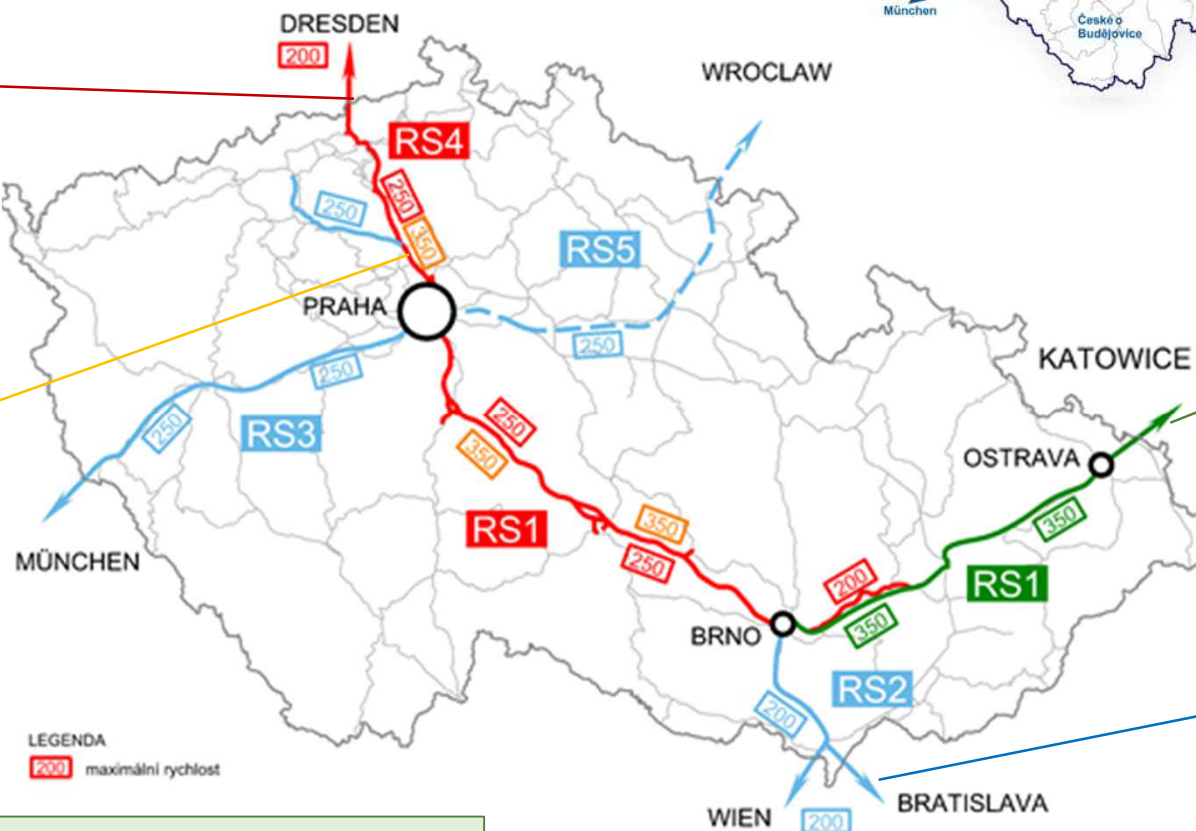 München
České
Budějovice
DRESDEN
200
WROCLAW
RS4
250
250
350
RS5
PRAHA
250
250
KATOWICE
250
250
RS3
350
OSTRAVA
350
RS1
350
250
MÜNCHEN
200
RS1
350
BRNO
RS2
200
LEGENDA
200 maximální rychlost
WIEN
200
BRATISLAVA